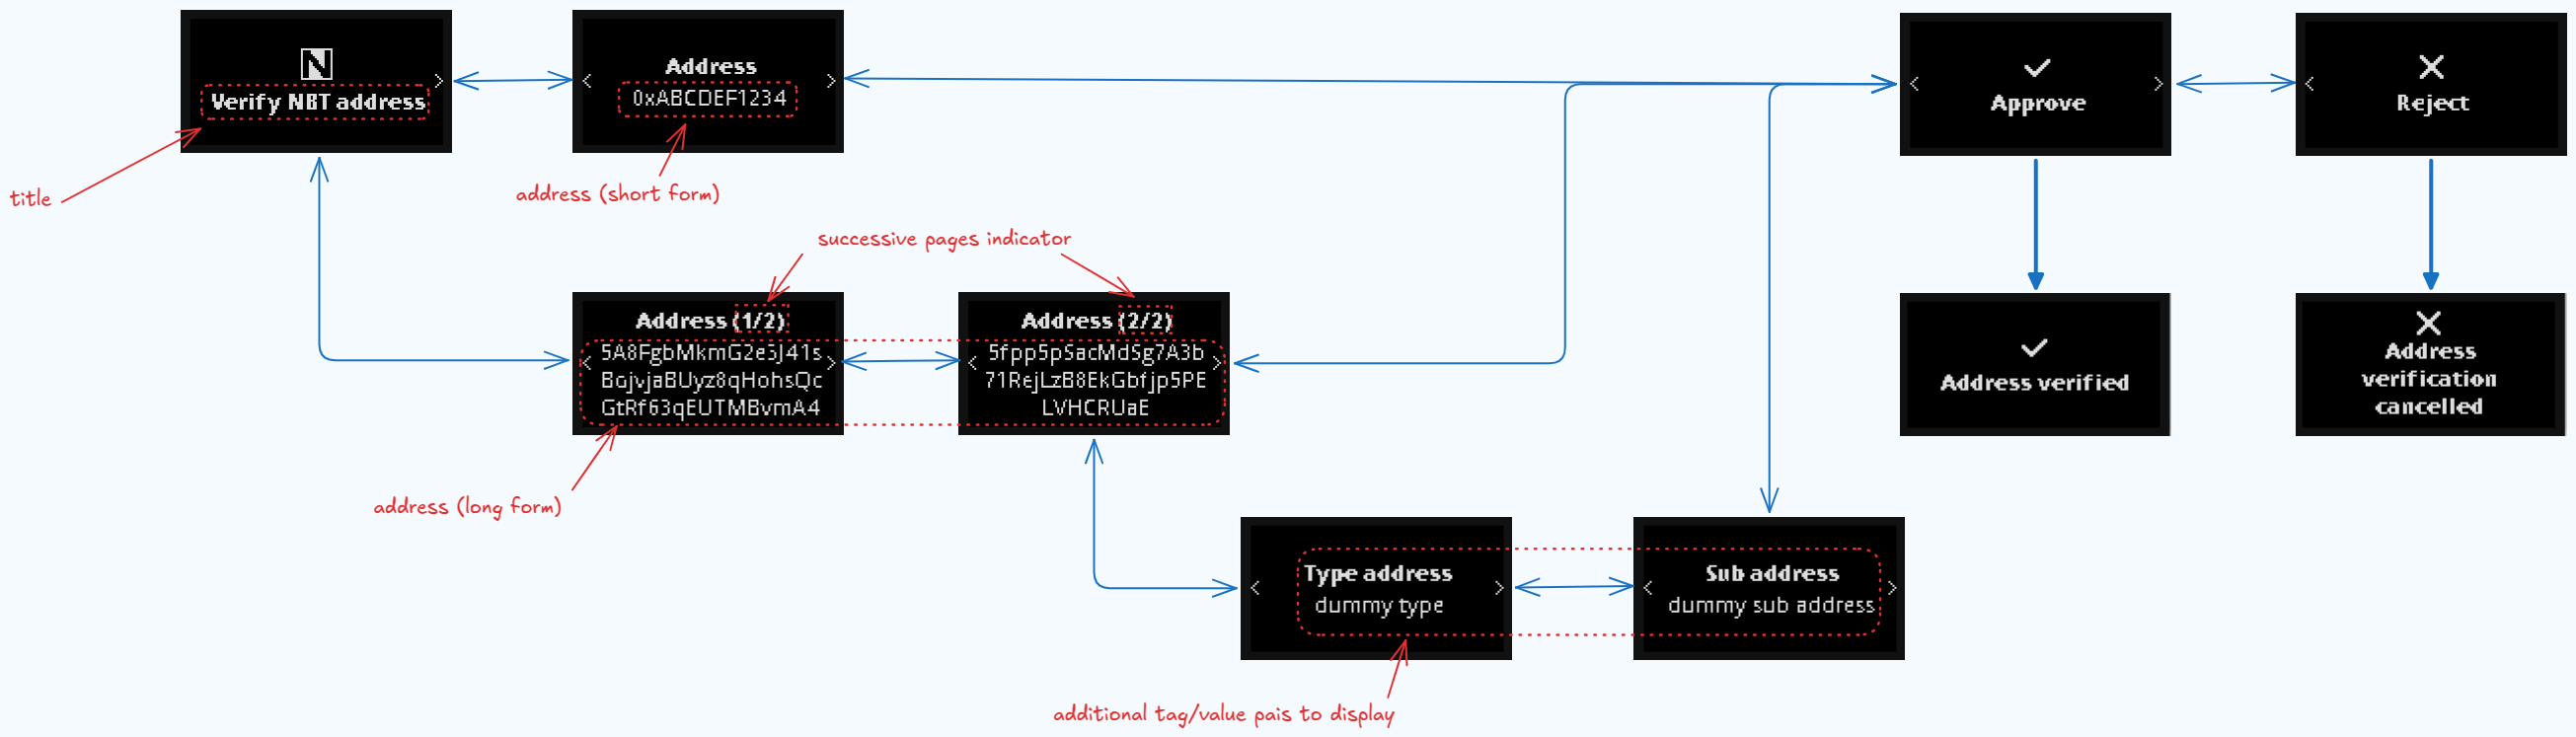 Verify NBT address
Address
0xABCDEF1234
Approve
Reject
title
address (short form)
successive pages indicator
Address (1/2)
5A8FgbMkmG2e3J41s
BojvjaBUyz8qHohsQc
GtRf63qEUTMBvmA4
Address (2/2)
5fpp5pSacMdSg7A3b
71RejLzB8EkGbfjp5PE
LVHCRUaE
Address verified
Address
verification
cancelled
address (long form)
Type address
dummy type
Sub address
dummy sub address
additional tag/value pais to display